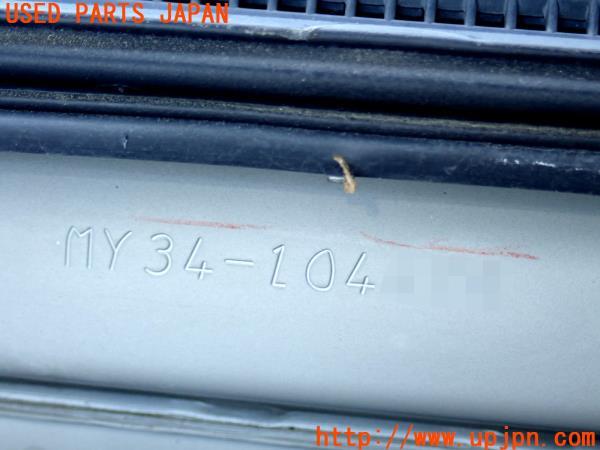 USED PARTS JAPAN
MY34-104
http://www.upjpn.com